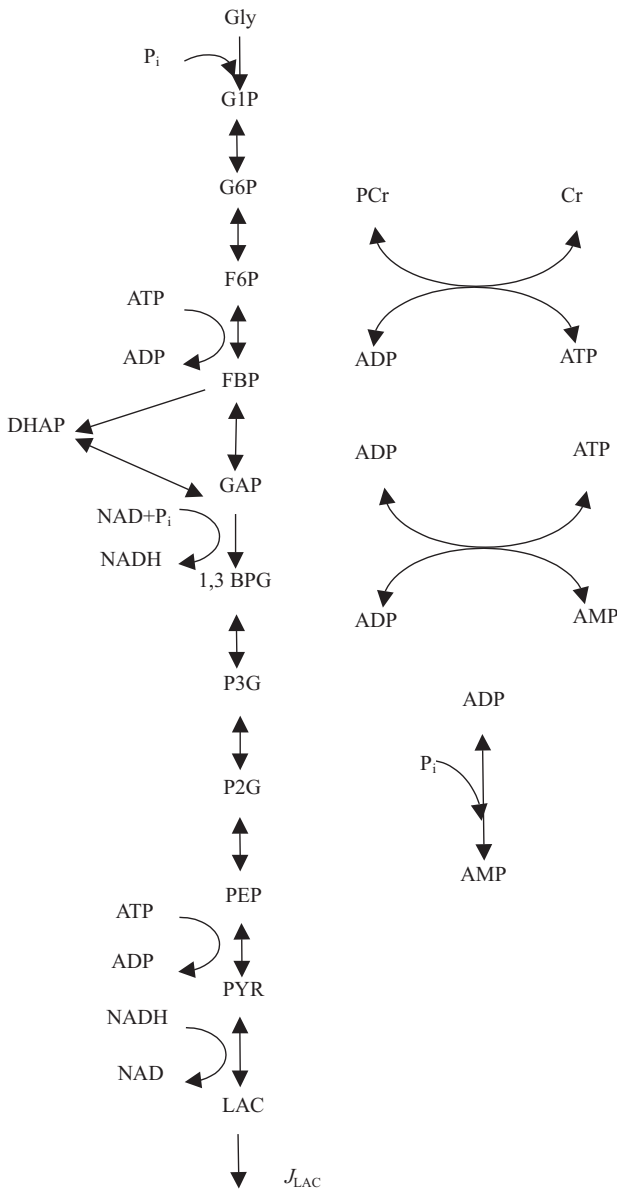 Gly
Pᵢ
G1P
G6P
F6P
ATP
ADP
FBP
DHAP
GAP
NAD+Pᵢ
NADH
1,3 BPG
P3G
P2G
PEP
ATP
ADP
PYR
NADH
NAD
LAC
J_LAC
PCr
Cr
ADP
ATP
ADP
ATP
ADP
AMP
ADP
Pᵢ
AMP